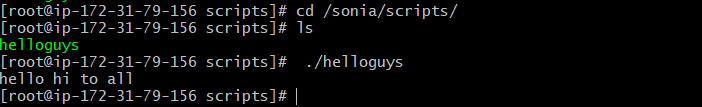 [root@ip-172-31-79-156 scripts]# cd /sonia/scripts/
[root@ip-172-31-79-156 scripts]# ls
helloguys
[root@ip-172-31-79-156 scripts]#  ./helloguys
hello hi to all
[root@ip-172-31-79-156 scripts]#